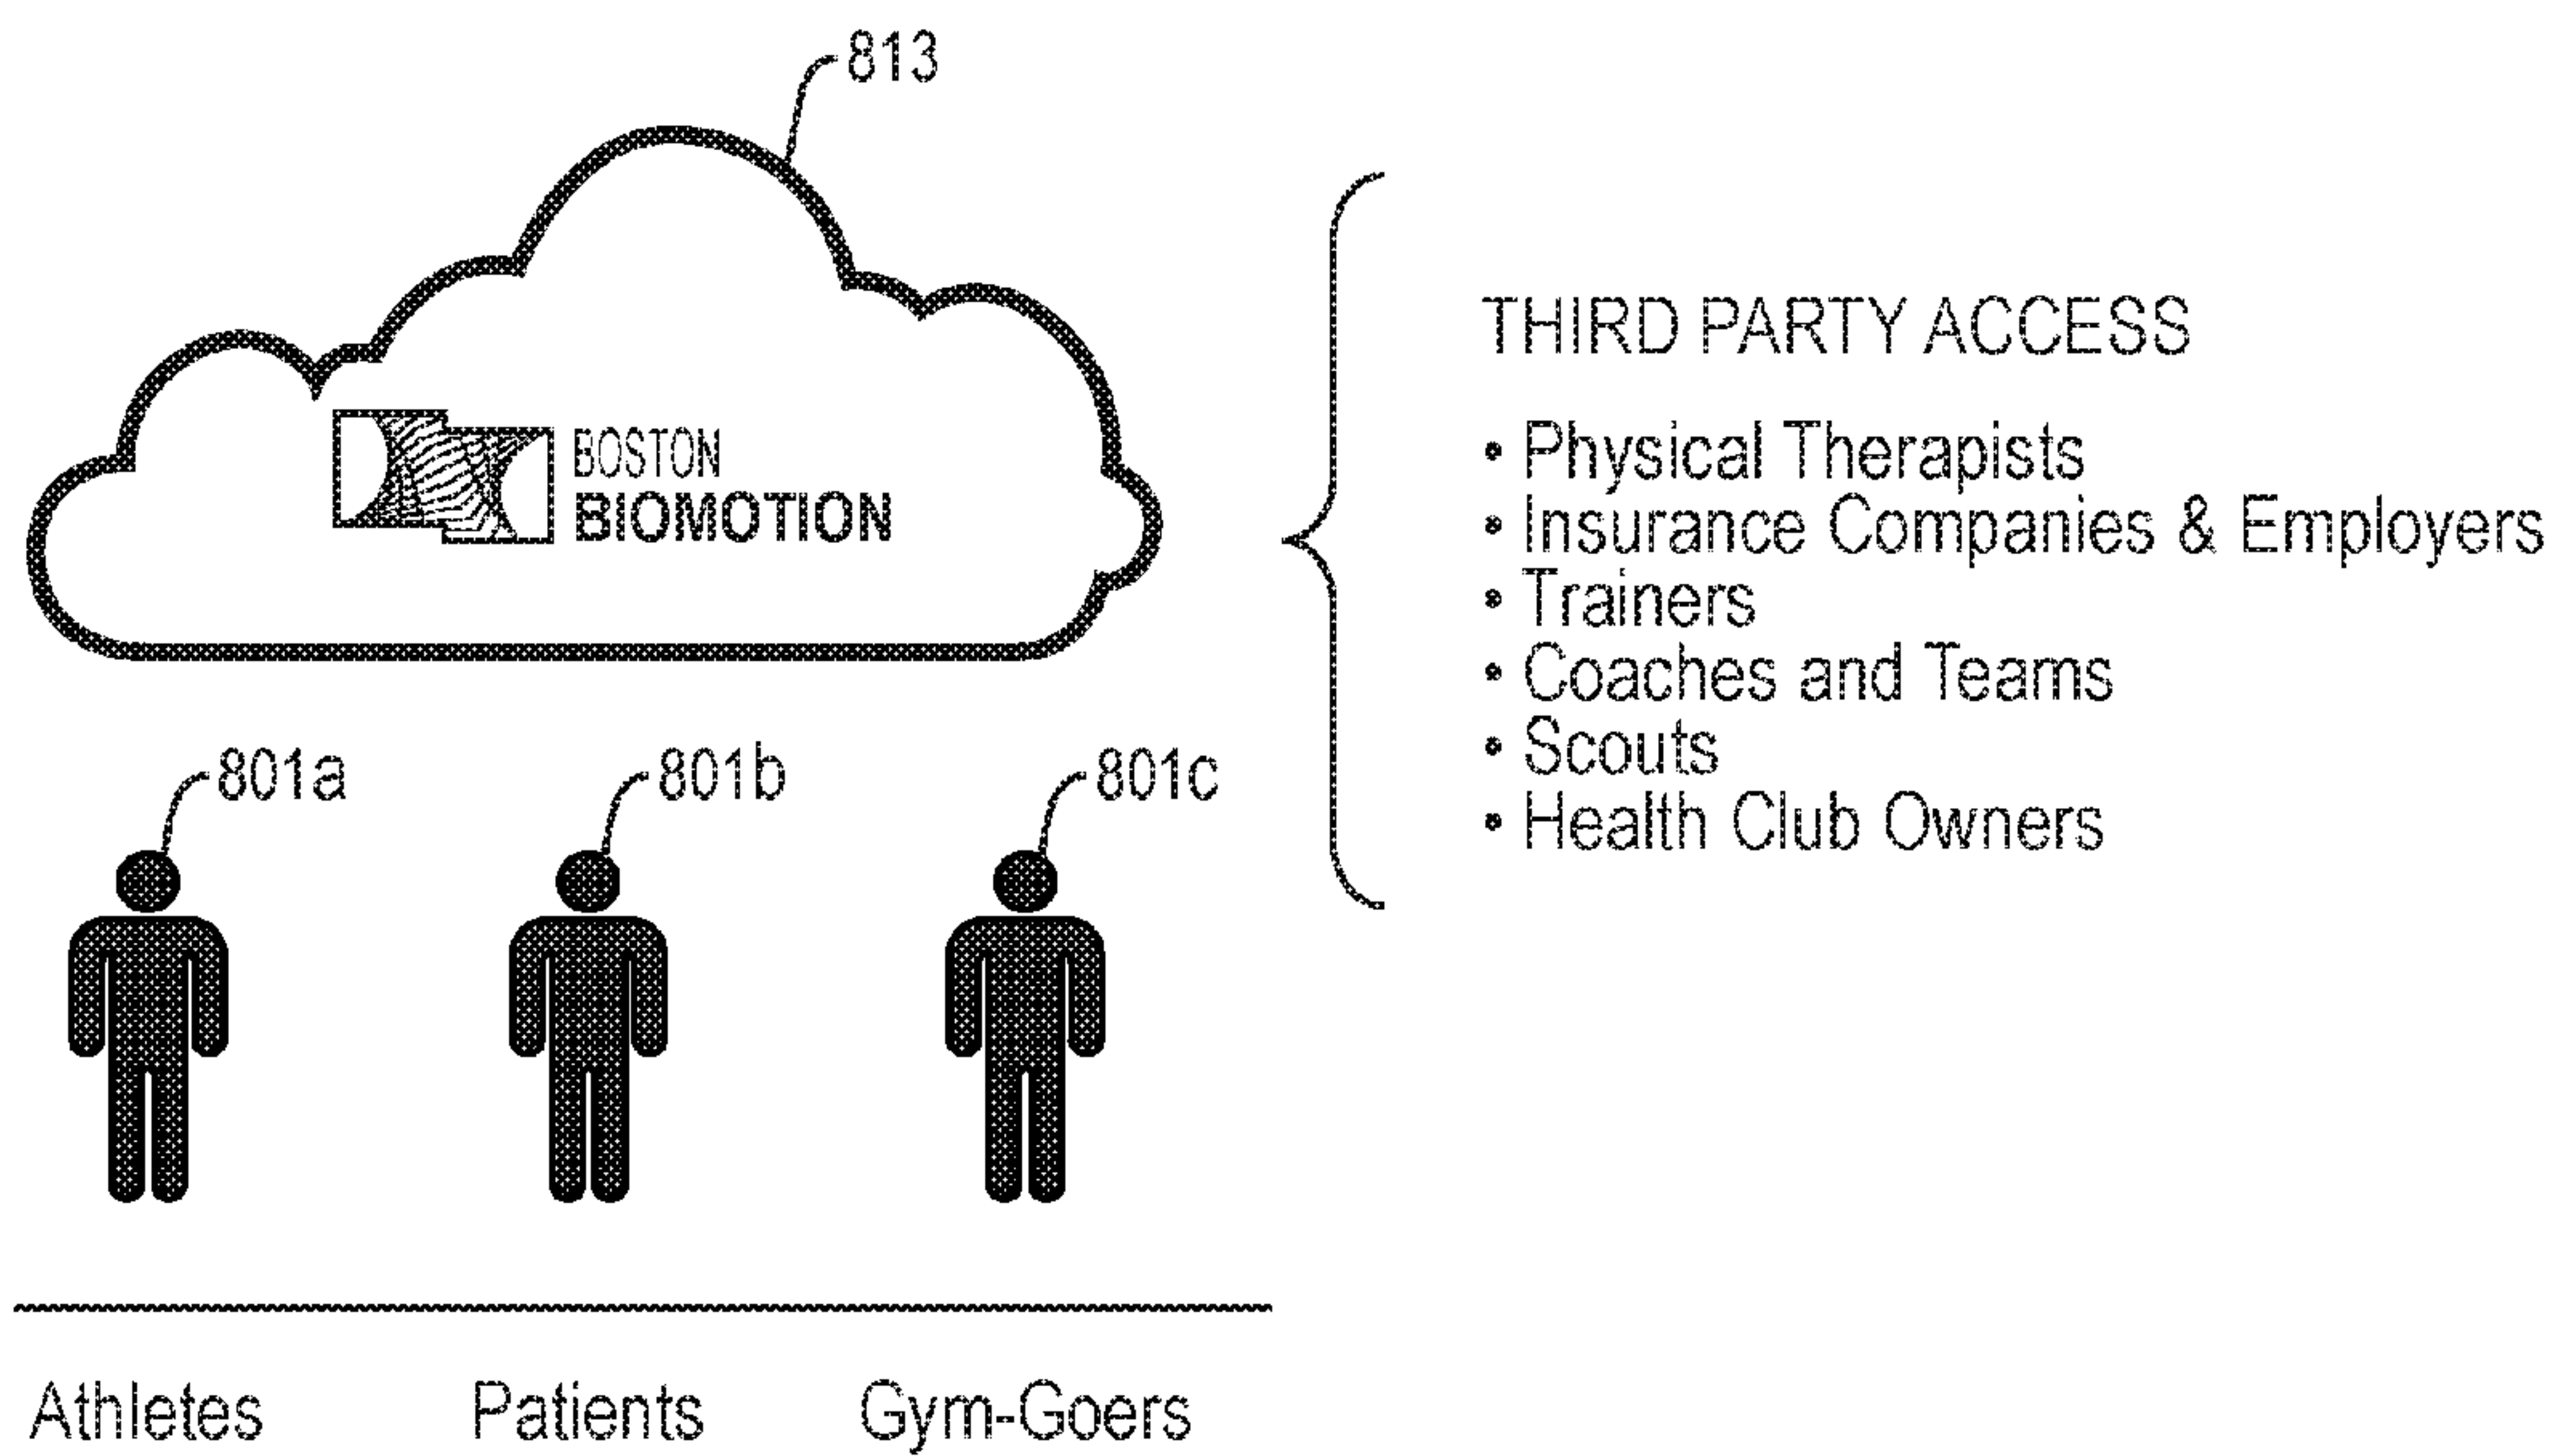 813
BOSTON
BIOMOTION
THIRD PARTY ACCESS
• Physical Therapists
• Insurance Companies & Employers
• Trainers
• Coaches and Teams
• Scouts
• Health Club Owners
801a 801b 801c
Athletes Patients Gym-Goers